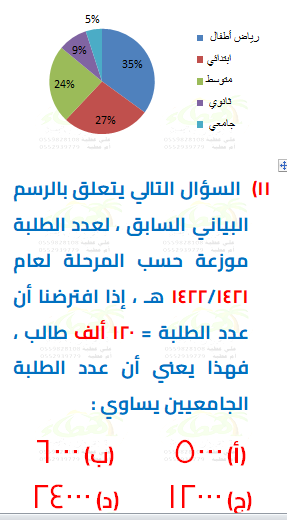 5%
9%
35%
24%
27%
رياض أطفال
ابتدائي
متوسط
ثانوي
جامعي
١١) السؤال التالي يتعلق بالرسم
البياني السابق ، لعدد الطلبة
موزعة حسب المرحلة لعام
١٤٢٢/١٤٢١ هـ ، إذا افترضنا أن
عدد الطلبة = ١٢٠ ألف طالب ،
فهذا يعني أن عدد الطلبة
الجامعيين يساوي :
(أ) ٥٠٠٠ (ب) ٦٠٠٠
(ج) ١٢٠٠٠ (د) ٢٤٠٠٠